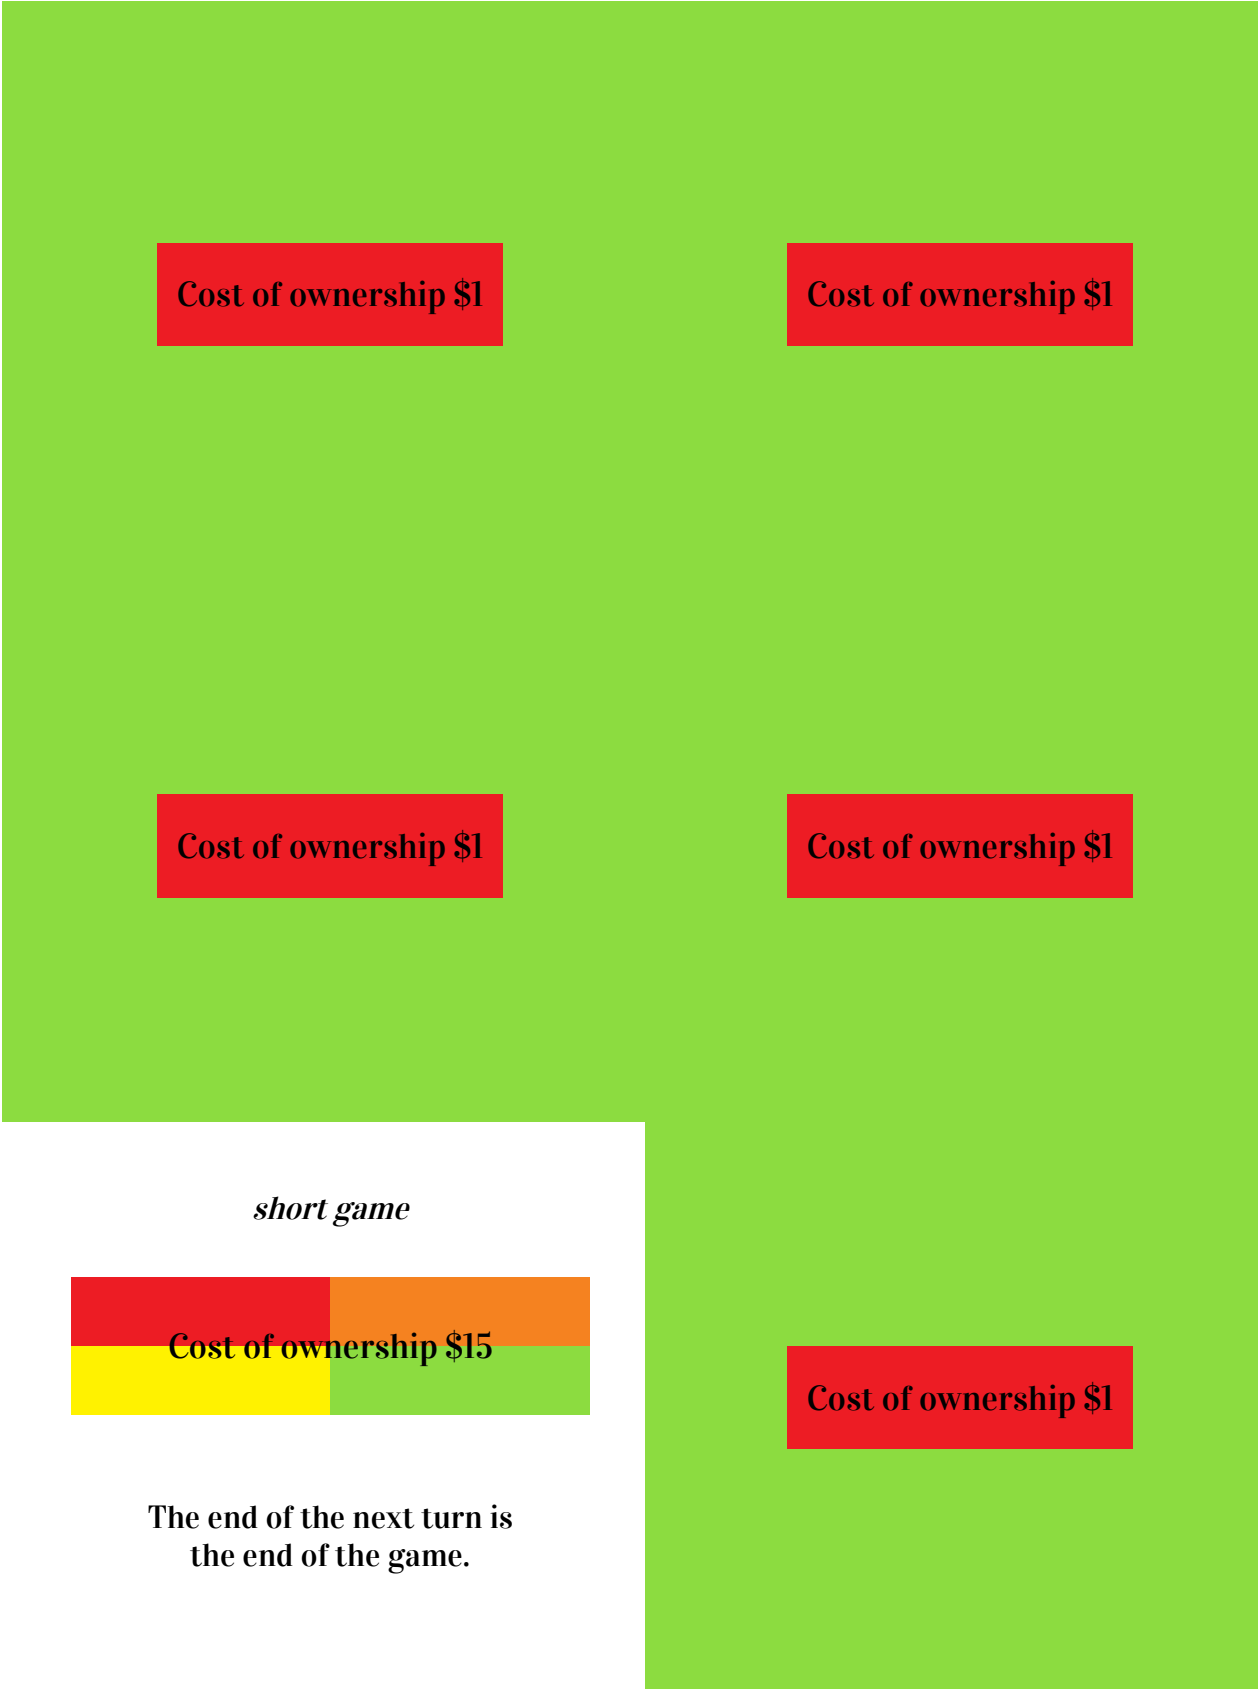 Cost of ownership $1
Cost of ownership $1
Cost of ownership $1
Cost of ownership $1
short game
Cost of ownership $15
The end of the next turn is
the end of the game.
Cost of ownership $1